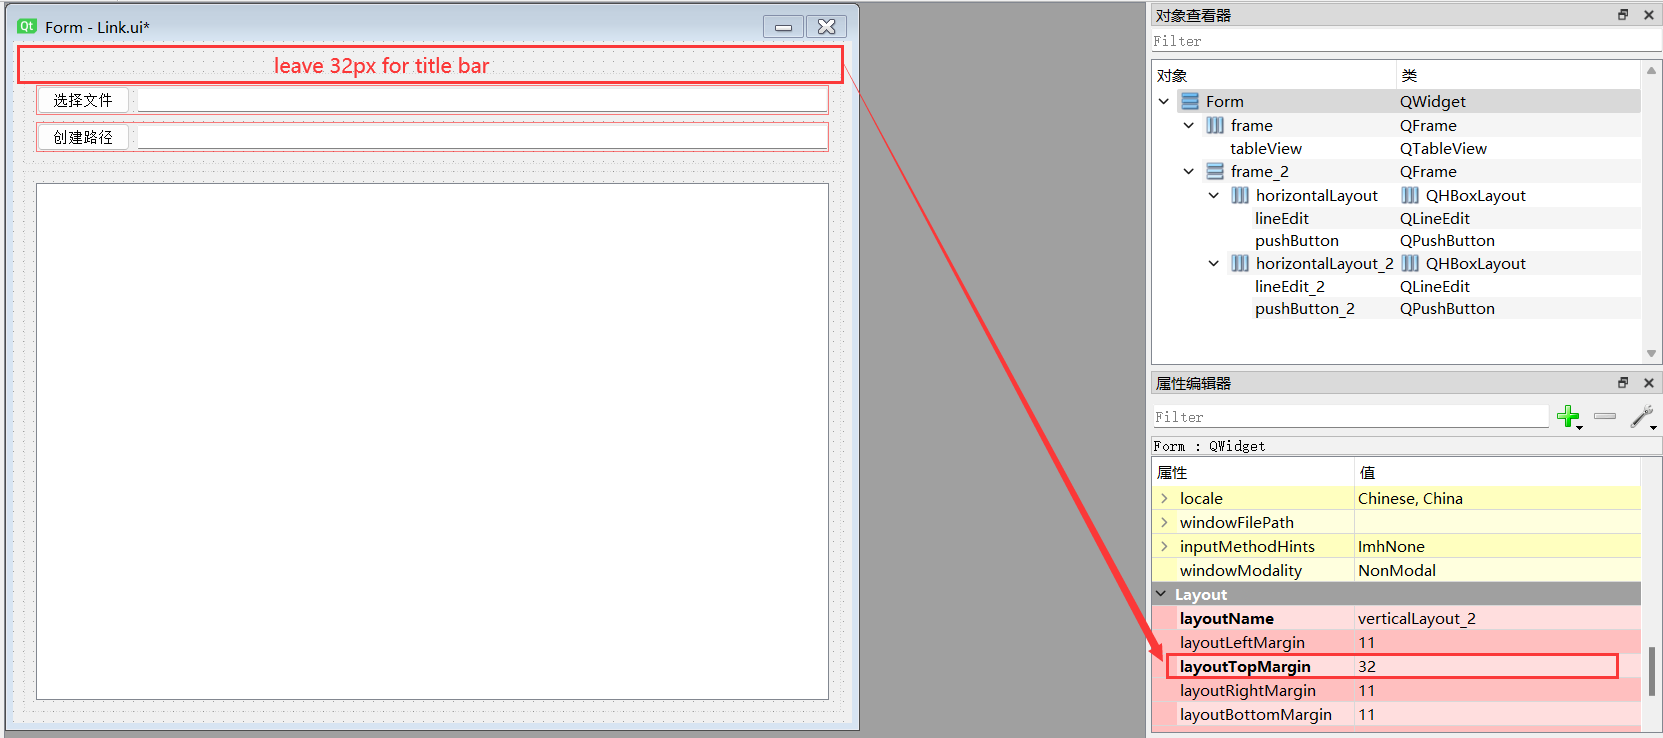 Form - Link.ui*
leave 32px for title bar
选择文件
创建路径
对象查看器
Filter
对象 类
Form QWidget
frame QFrame
tableView QTableView
frame_2 QFrame
horizontalLayout QHBoxLayout
lineEdit QLineEdit
pushButton QPushButton
horizontalLayout_2 QHBoxLayout
lineEdit_2 QLineEdit
pushButton_2 QPushButton
属性编辑器
Filter
Form : QWidget
属性 值
locale Chinese, China
windowFilePath
inputMethodHints ImhNone
windowModality NonModal
Layout
layoutName verticalLayout_2
layoutLeftMargin 11
layoutTopMargin 32
layoutRightMargin 11
layoutBottomMargin 11